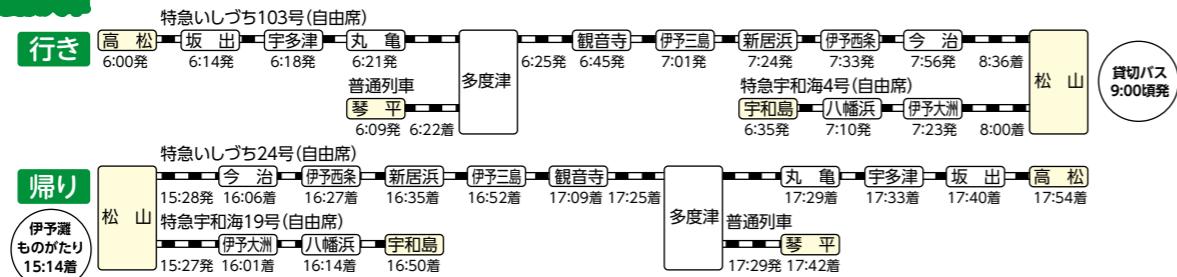 特急いしづち103号(自由席)
行き
高松 坂出 宇多津 丸亀 多度津 観音寺 伊予三島 新居浜 伊予西条 今治 松山
6:00発 6:14発 6:18発 6:21発 6:25発 6:45発 7:01発 7:24発 7:33発 7:56発 8:36着
貸切バス
9:00頃発
普通列車
琴平
6:09発 6:22着
特急宇和海4号(自由席)
宇和島 八幡浜 伊予大洲
6:35発 7:10発 7:23発 8:00着
特急いしづち24号(自由席)
帰り
松山 今治 伊予西条 新居浜 伊予三島 観音寺 多度津 丸亀 宇多津 坂出 高松
15:28発 16:06着 16:27着 16:35着 16:52着 17:09着 17:25着 17:29着 17:33着 17:40着 17:54着
伊予灘
ものがたり
15:14着
特急宇和海19号(自由席)
伊予大洲 八幡浜 宇和島
15:27発 16:01着 16:14着 16:50着
普通列車
琴平
17:29発 17:42着